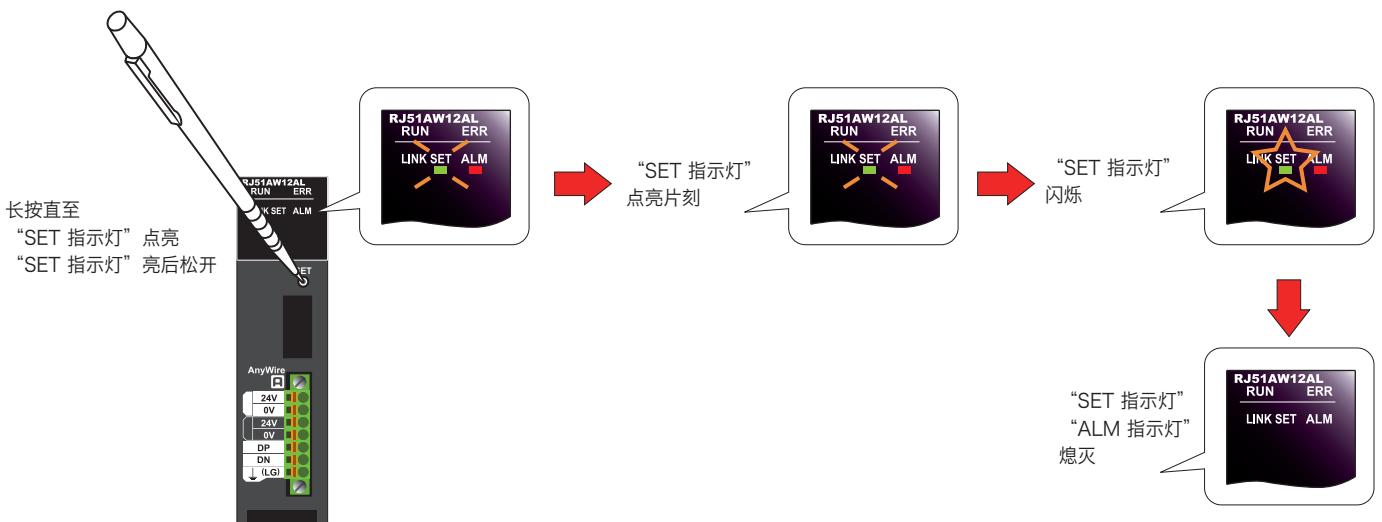 长按直至
“SET 指示灯”点亮
“SET 指示灯”亮后松开
RJ51AW12AL
RUN ERR
SET ALM
AnyWire
A
24V
0V
24V
0V
DP
DN
(LG)
RJ51AW12AL
RUN ERR
LINK SET ALM
“SET 指示灯”
点亮片刻
RJ51AW12AL
RUN ERR
LINK SET ALM
“SET 指示灯”
闪烁
RJ51AW12AL
RUN ERR
LINK SET ALM
“SET 指示灯”
“ALM 指示灯”
熄灭
RJ51AW12AL
RUN ERR
LINK SET ALM